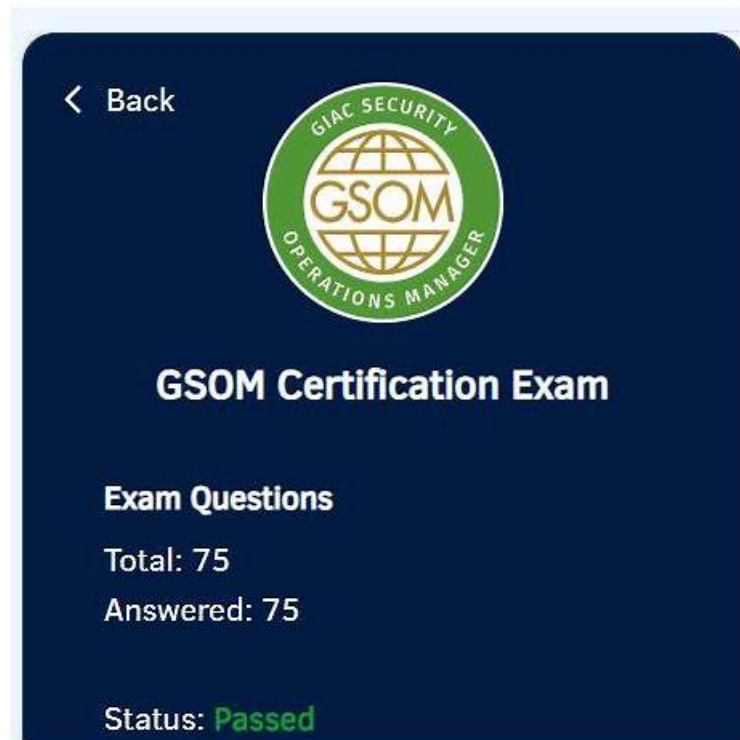 Back
GIAC SECURITY
GSOM
OPERATIONS MANAGER
GSOM Certification Exam
Exam Questions
Total: 75
Answered: 75
Status: Passed